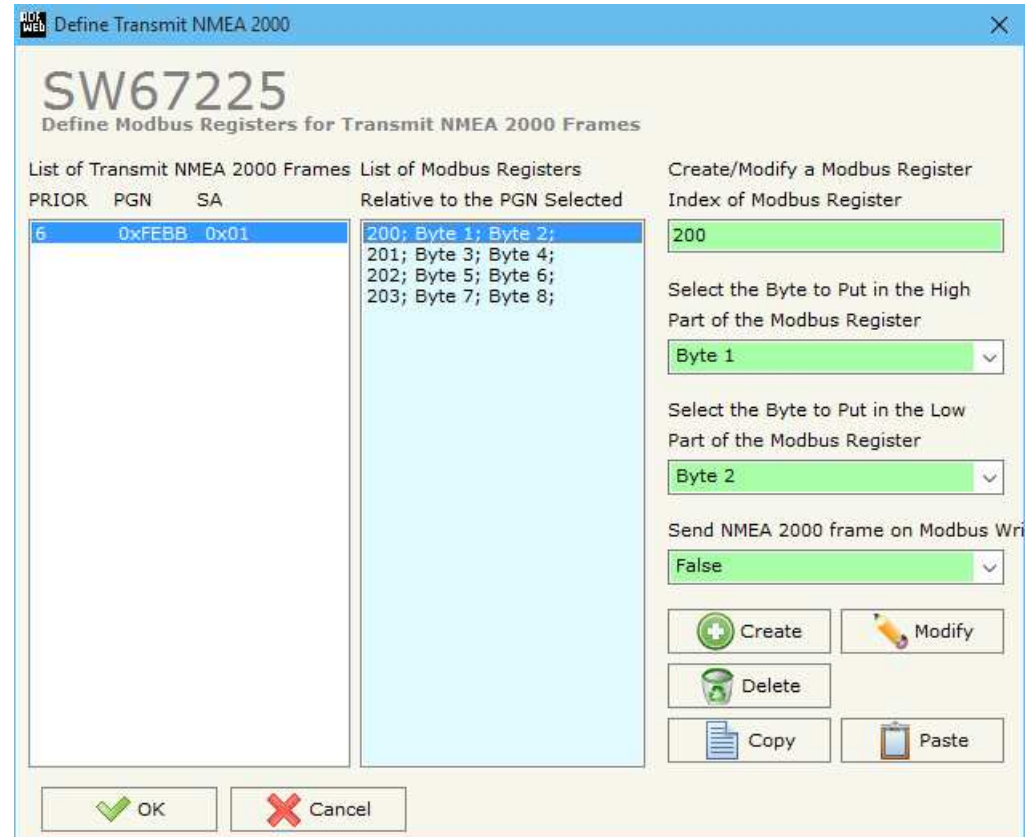 ADF
WEB Define Transmit NMEA 2000
SW67225
Define Modbus Registers for Transmit NMEA 2000 Frames
List of Transmit NMEA 2000 Frames
PRIOR PGN SA
6 0xFEBB 0x01
List of Modbus Registers
Relative to the PGN Selected
200; Byte 1; Byte 2;
201; Byte 3; Byte 4;
202; Byte 5; Byte 6;
203; Byte 7; Byte 8;
Create/Modify a Modbus Register
Index of Modbus Register
200
Select the Byte to Put in the High
Part of the Modbus Register
Byte 1
Select the Byte to Put in the Low
Part of the Modbus Register
Byte 2
Send NMEA 2000 frame on Modbus Wri
False
Create Modify
Delete
Copy Paste
OK Cancel